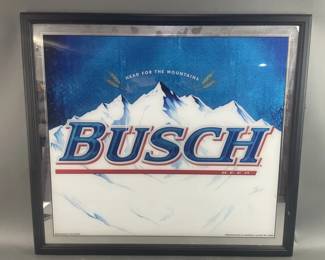 HEAD FOR THE MOUNTAINS
BUSCH
BEER